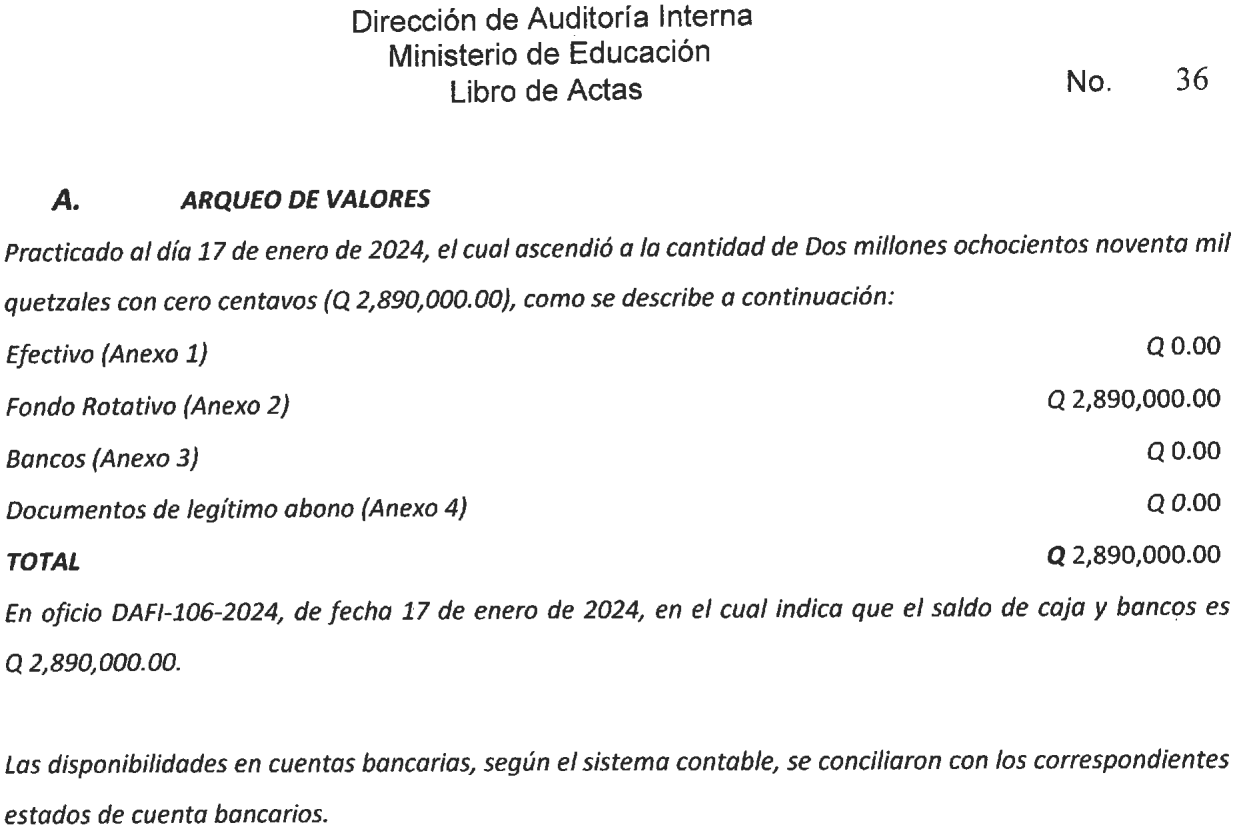 Dirección de Auditoría Interna
Ministerio de Educación
Libro de Actas
No. 36
A. ARQUEO DE VALORES
Practicado al día 17 de enero de 2024, el cual ascendió a la cantidad de Dos millones ochocientos noventa mil
quetzales con cero centavos (Q 2,890,000.00), como se describe a continuación:
Efectivo (Anexo 1) Q 0.00
Fondo Rotativo (Anexo 2) Q 2,890,000.00
Bancos (Anexo 3) Q 0.00
Documentos de legítimo abono (Anexo 4) Q 0.00
TOTAL Q 2,890,000.00
En oficio DAFI-106-2024, de fecha 17 de enero de 2024, en el cual indica que el saldo de caja y bancos es
Q 2,890,000.00.
Las disponibilidades en cuentas bancarias, según el sistema contable, se conciliaron con los correspondientes
estados de cuenta bancarios.